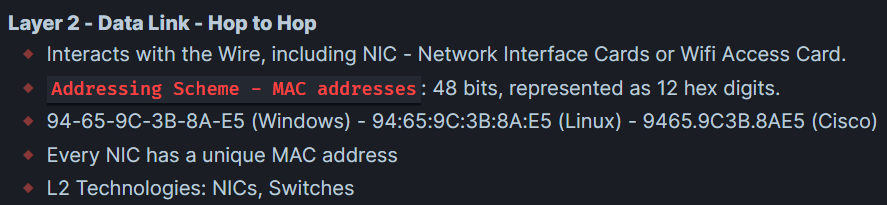 Layer 2 - Data Link - Hop to Hop
Interacts with the Wire, including NIC - Network Interface Cards or Wifi Access Card.
Addressing Scheme - MAC addresses: 48 bits, represented as 12 hex digits.
94-65-9C-3B-8A-E5 (Windows) - 94:65:9C:3B:8A:E5 (Linux) - 9465.9C3B.8AE5 (Cisco)
Every NIC has a unique MAC address
L2 Technologies: NICs, Switches